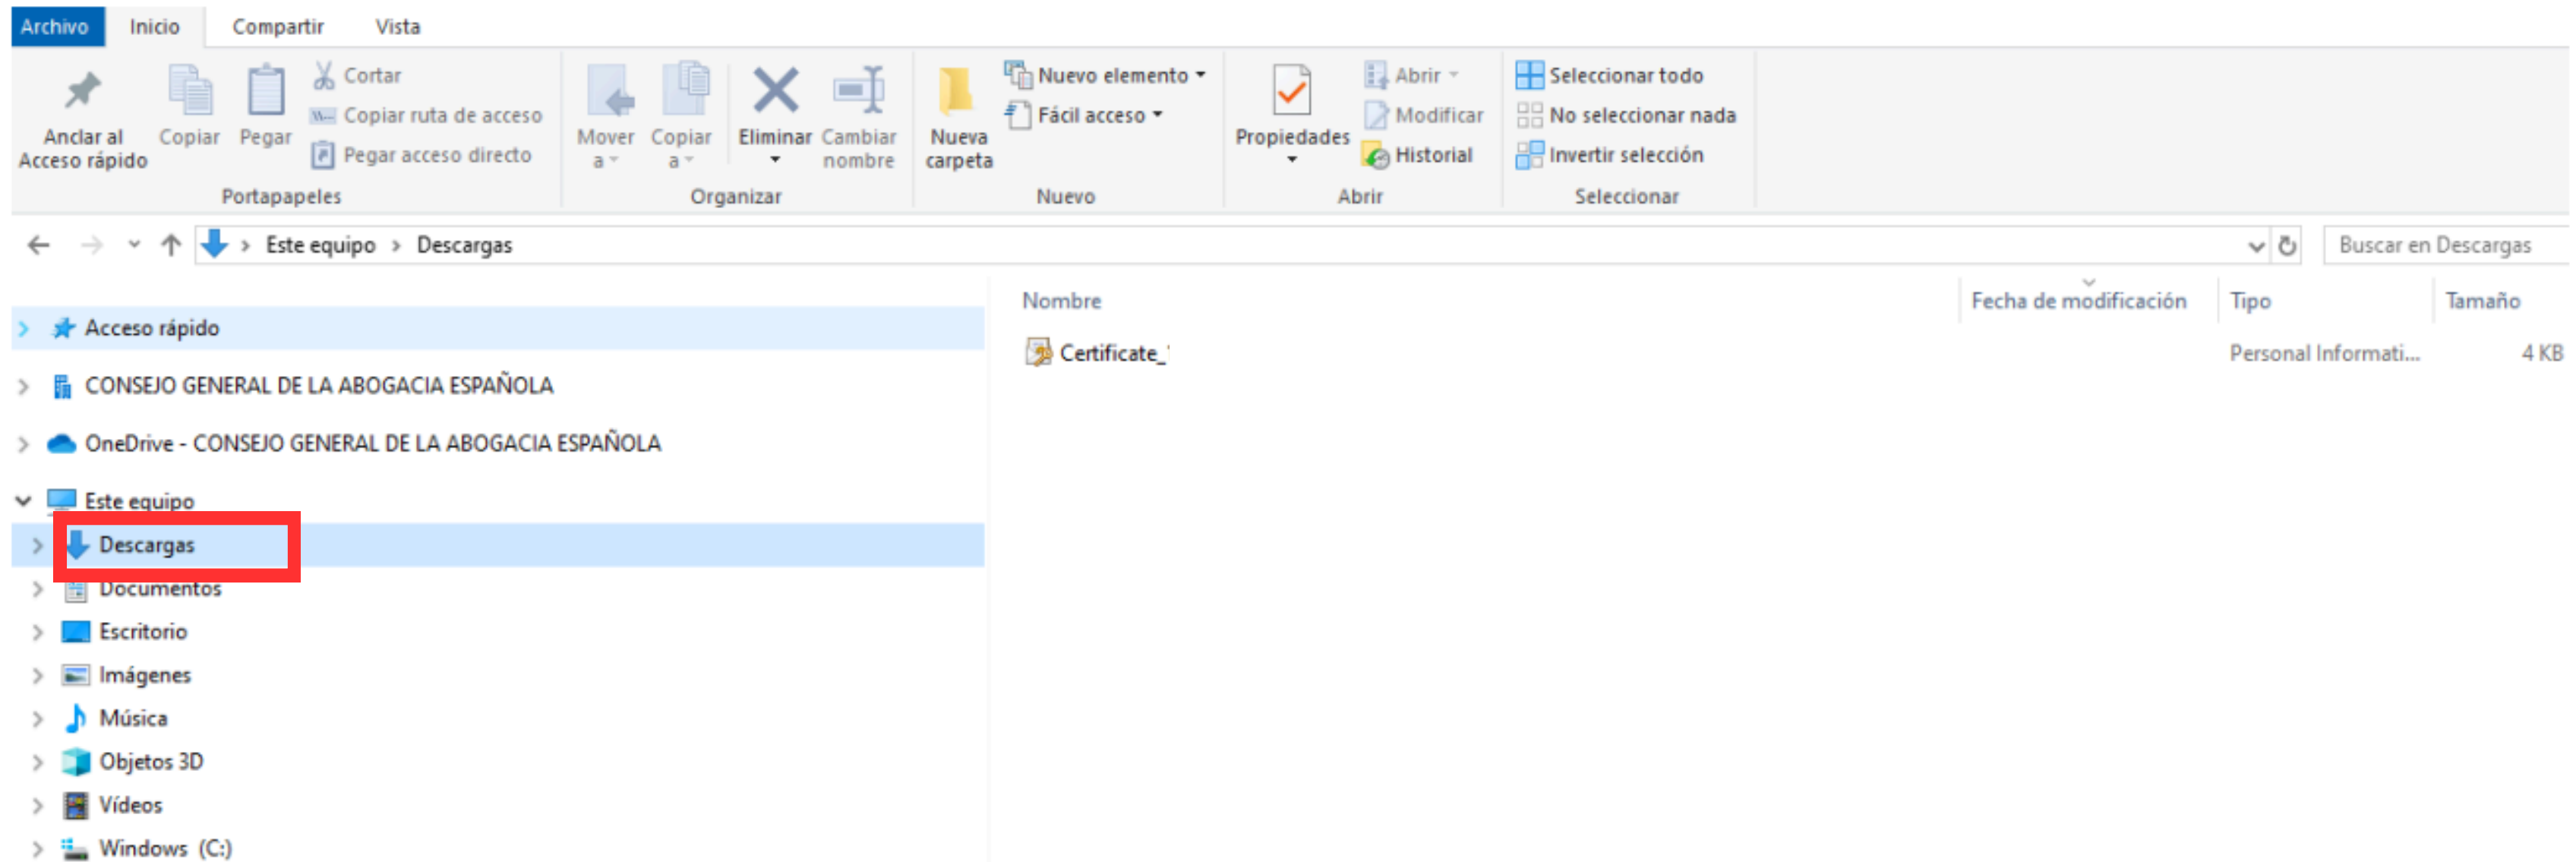 Archivo Inicio Compartir Vista
Anclar al Acceso rápido
Copiar
Pegar
Cortar
Copiar ruta de acceso
Pegar acceso directo
Portapapeles
Mover a
Copiar a
Eliminar
Cambiar nombre
Organizar
Nueva carpeta
Nuevo elemento
Fácil acceso
Nuevo
Propiedades
Abrir
Modificar
Historial
Abrir
Seleccionar todo
No seleccionar nada
Invertir selección
Seleccionar
Este equipo > Descargas
Buscar en Descargas
Nombre Fecha de modificación Tipo Tamaño
Certificate_ Personal Informati... 4 KB
Acceso rápido
CONSEJO GENERAL DE LA ABOGACIA ESPAÑOLA
OneDrive - CONSEJO GENERAL DE LA ABOGACIA ESPAÑOLA
Este equipo
Descargas
Documentos
Escritorio
Imágenes
Música
Objetos 3D
Vídeos
Windows (C:)